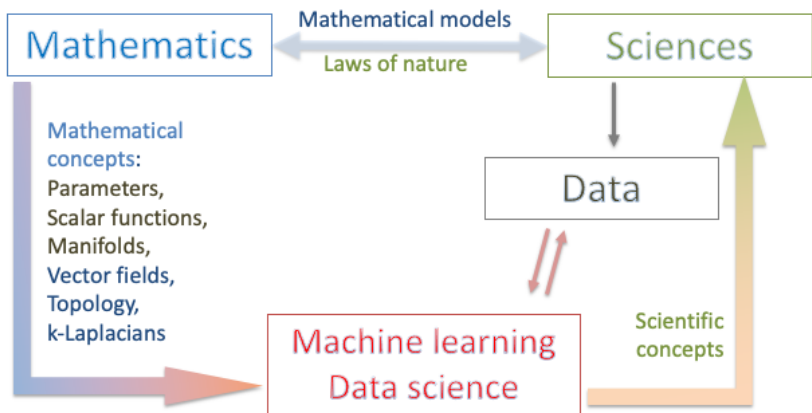 Mathematical models
Mathematics
Sciences
Laws of nature
Mathematical
concepts:
Parameters,
Scalar functions,
Manifolds,
Vector fields,
Topology,
k-Laplacians
Data
Machine learning
Data science
Scientific
concepts